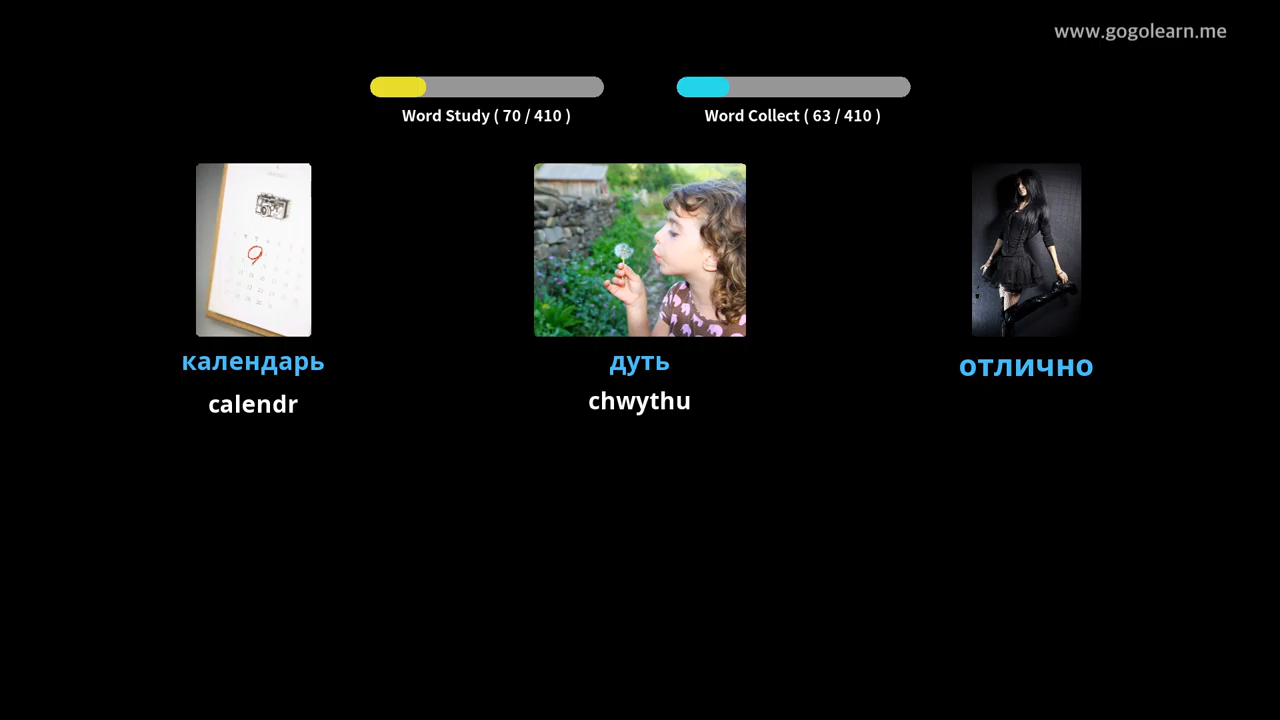 www.gogolearn.me
Word Study ( 70 / 410 )
Word Collect ( 63 / 410 )
календарь
calendr
дуть
chwythu
отлично